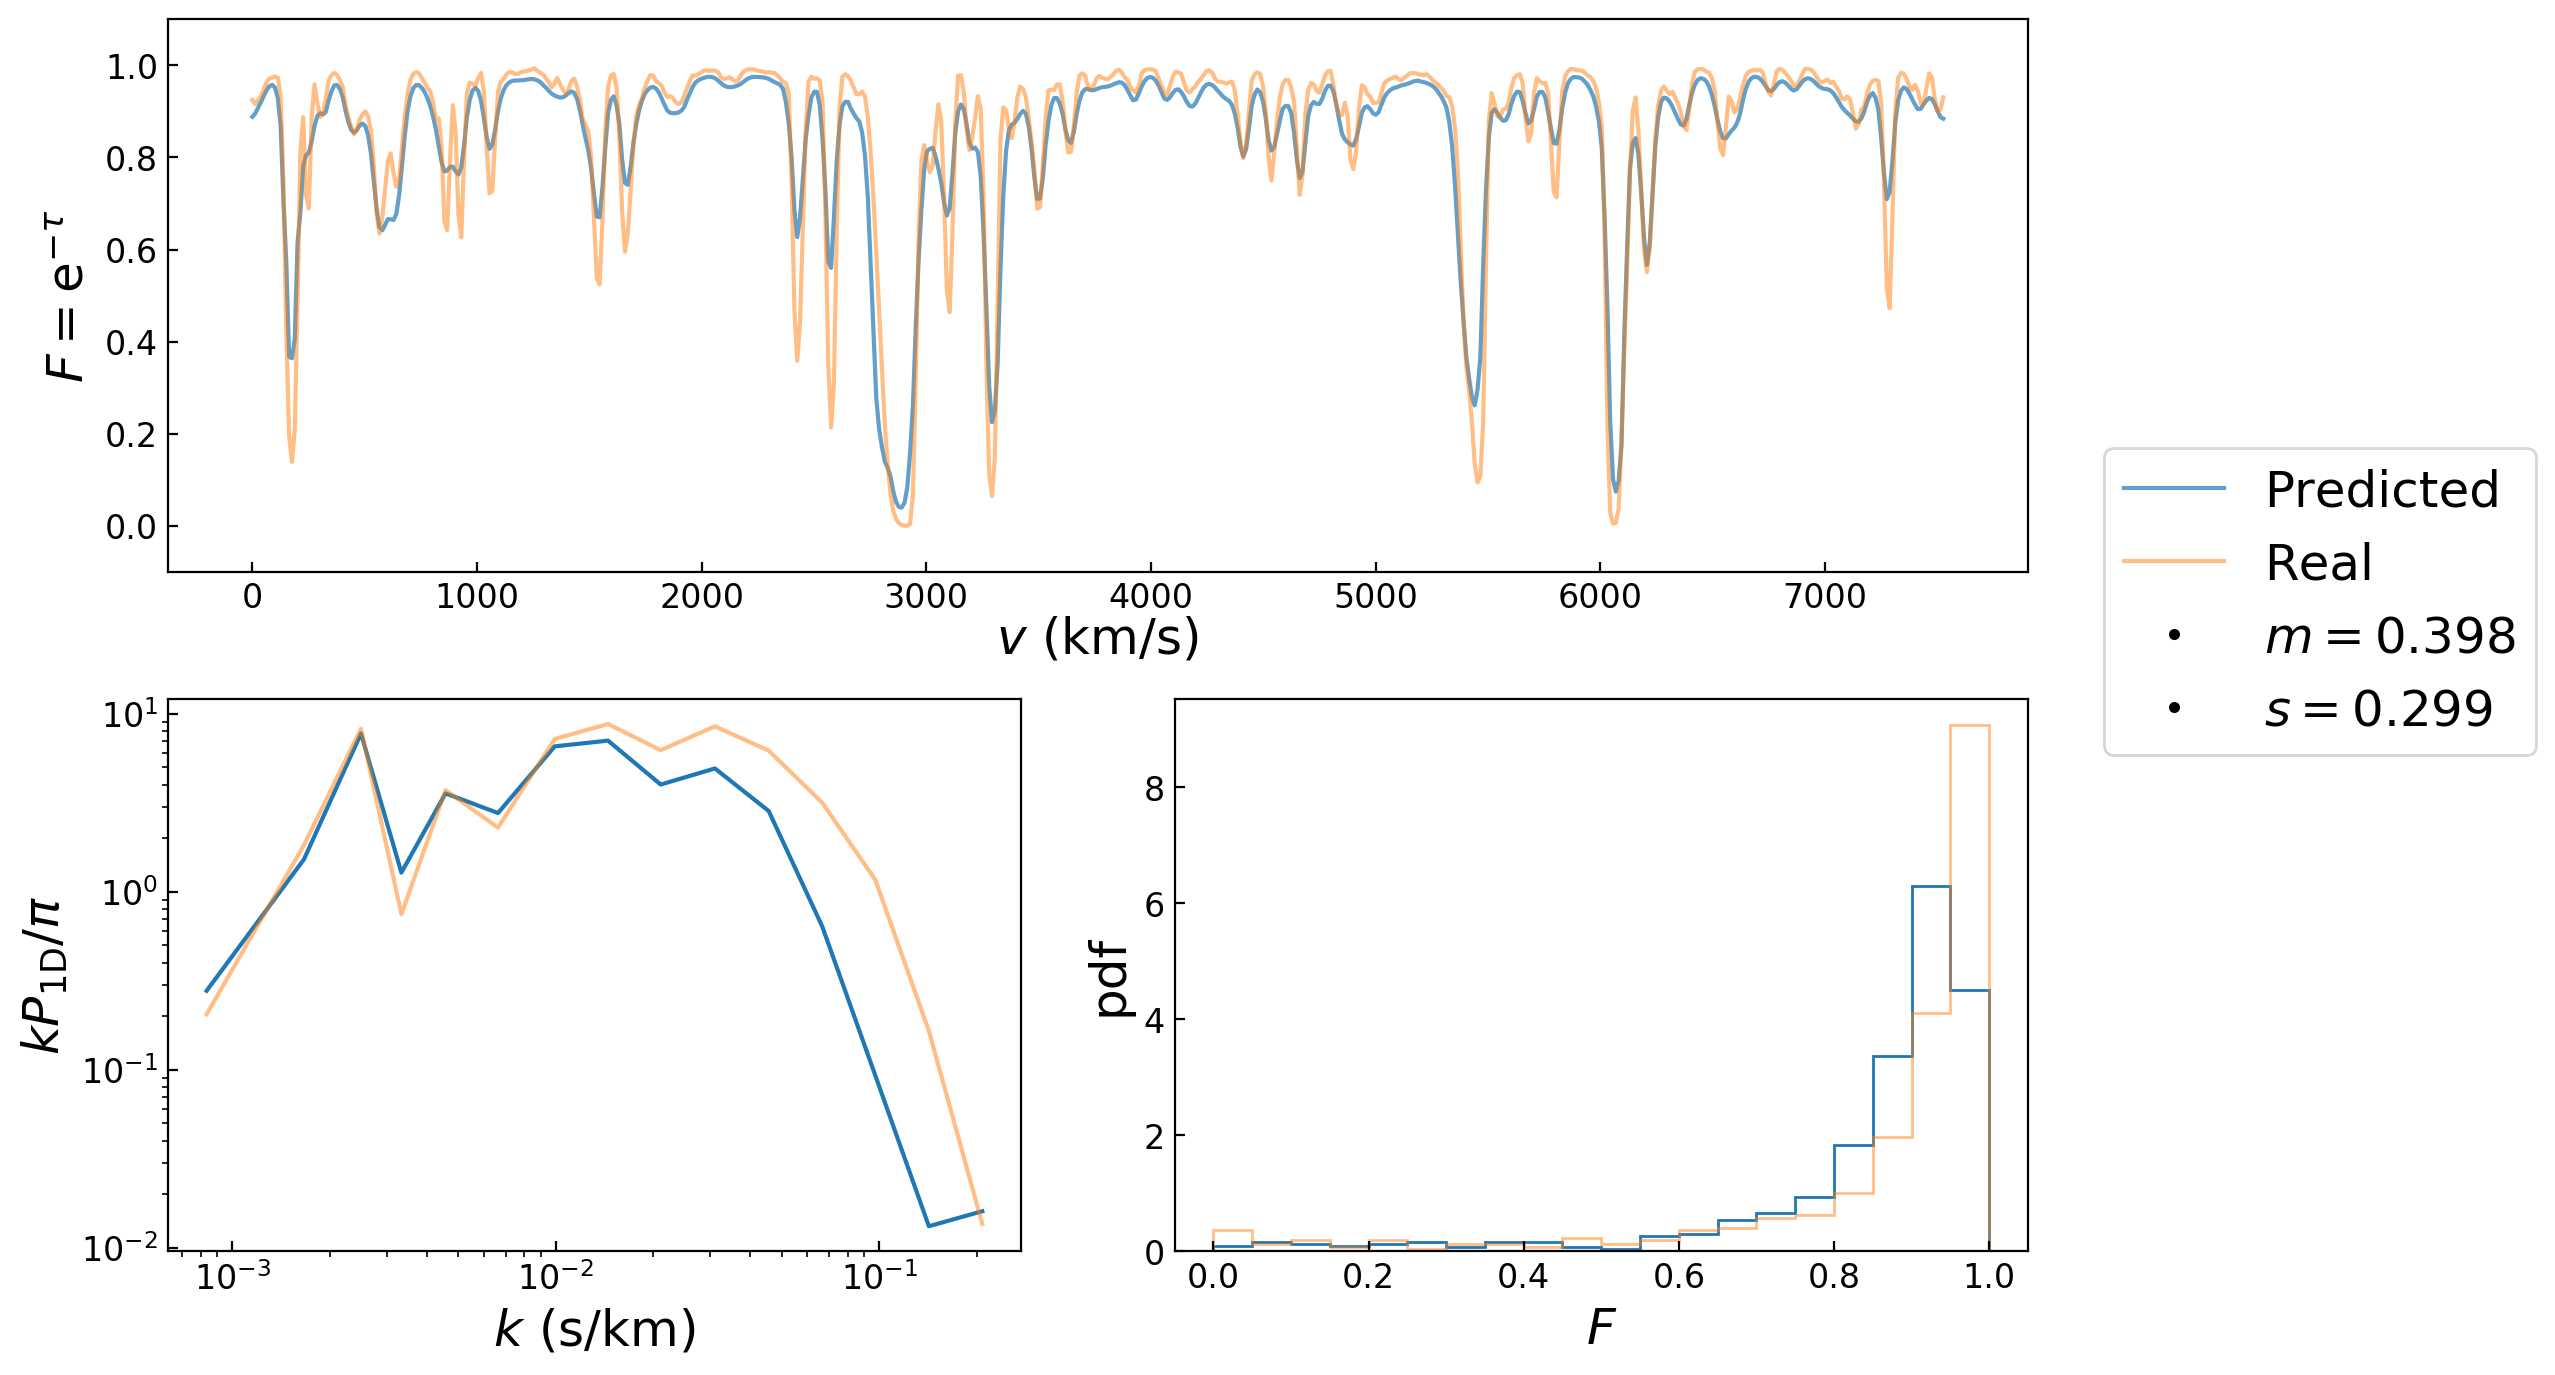 F = e^{-τ}
1.0
0.8
0.6
0.4
0.2
0.0
0 1000 2000 3000 4000 5000 6000 7000
v (km/s)
Predicted
Real
m = 0.398
s = 0.299
kP_{1D}/π
10^1
10^0
10^{-1}
10^{-2}
10^{-3} 10^{-2} 10^{-1}
k (s/km)
pdf
8
6
4
2
0
0.0 0.2 0.4 0.6 0.8 1.0
F